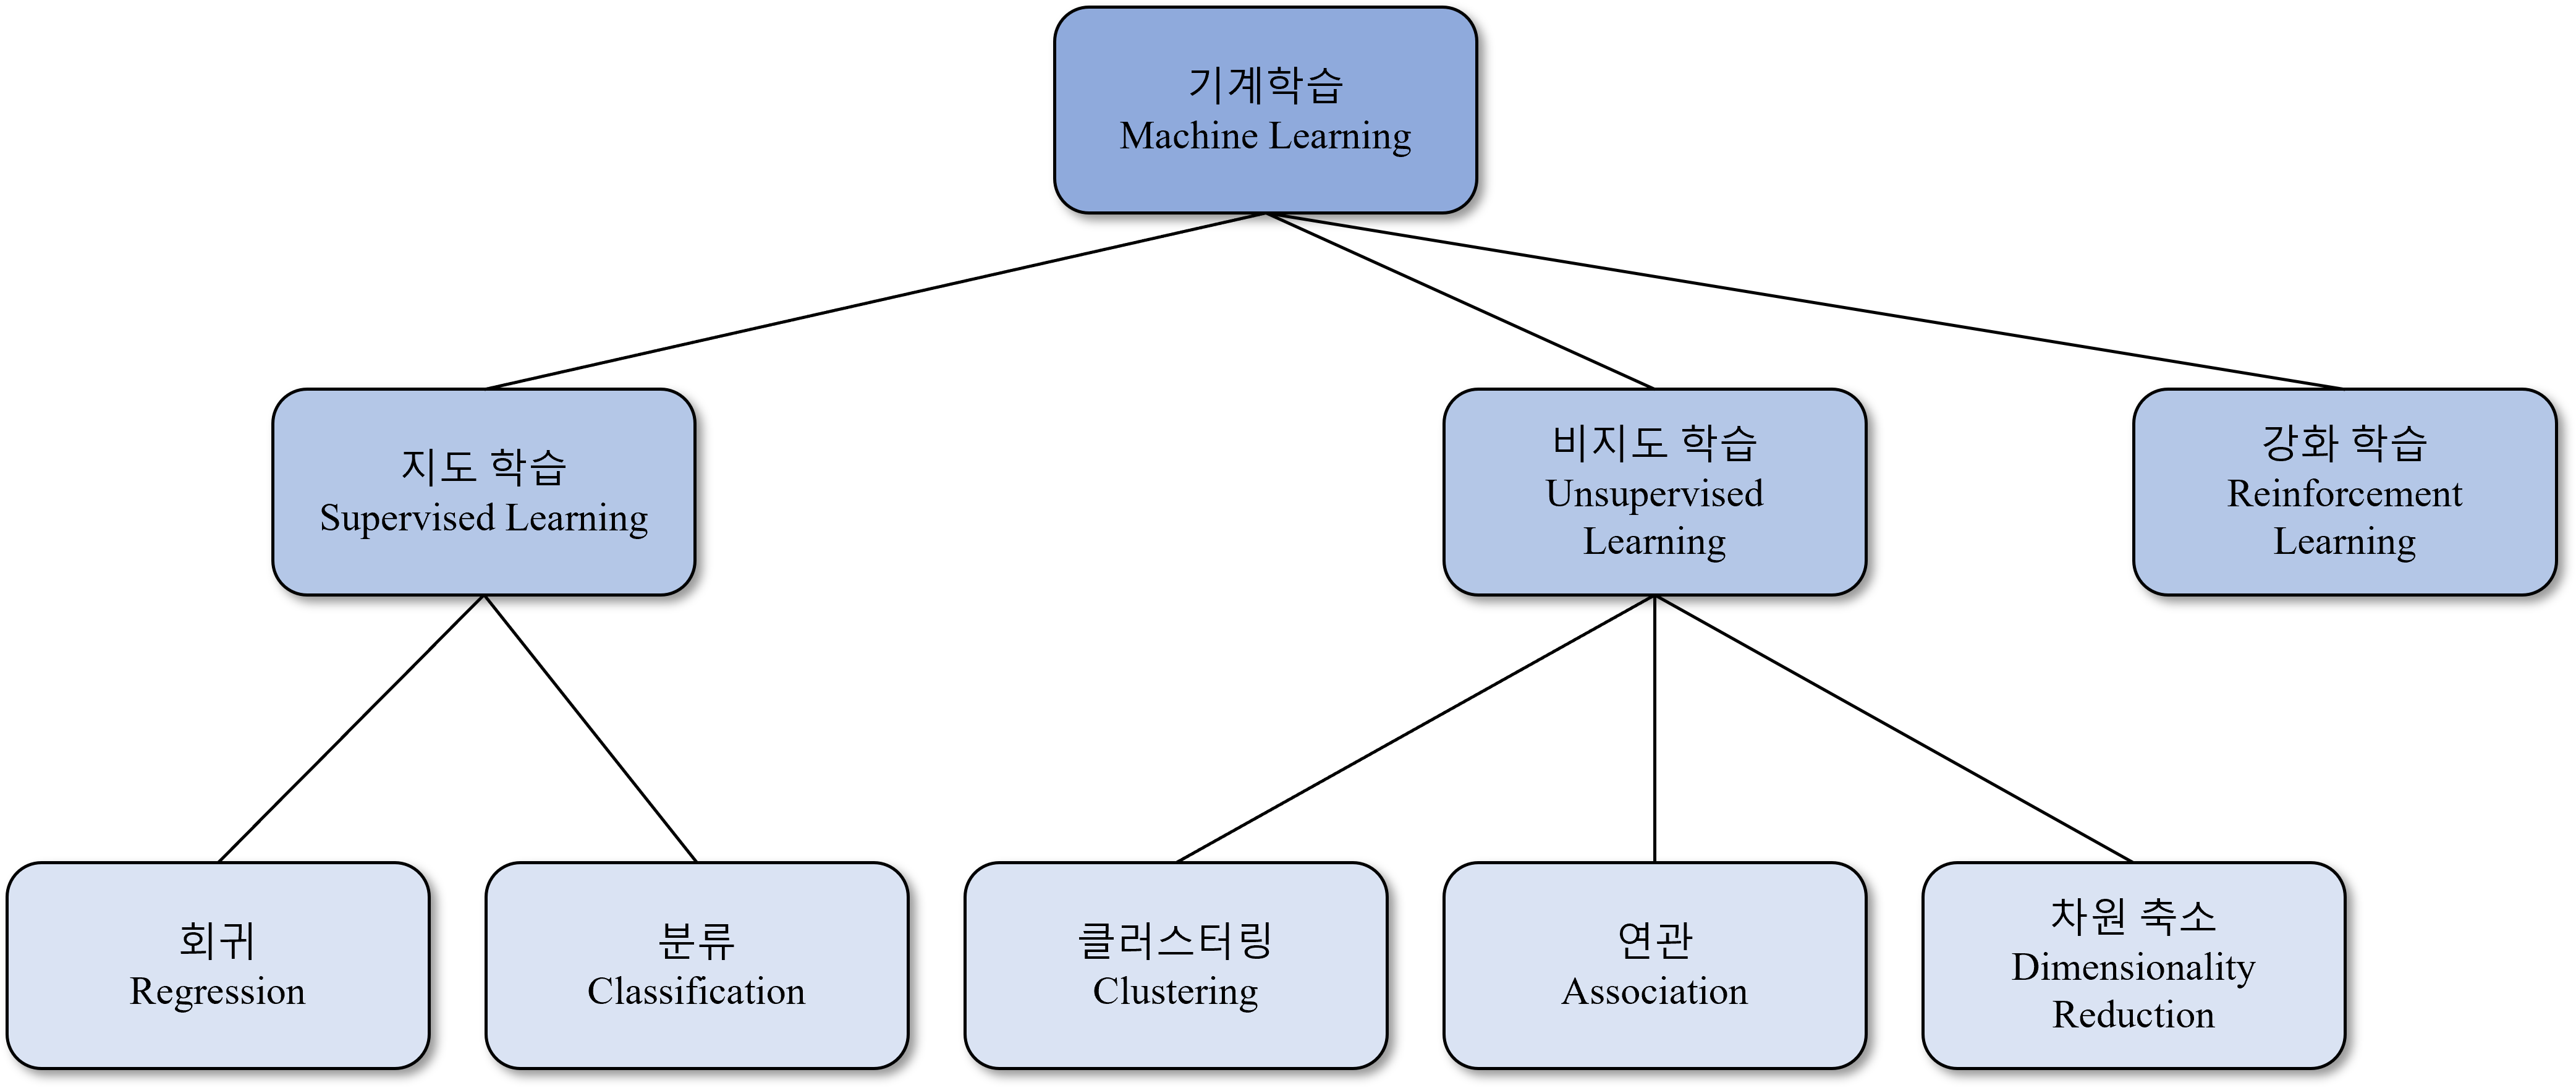 기계학습
Machine Learning
지도 학습
Supervised Learning
비지도 학습
Unsupervised
Learning
강화 학습
Reinforcement
Learning
회귀
Regression
분류
Classification
클러스터링
Clustering
연관
Association
차원 축소
Dimensionality
Reduction